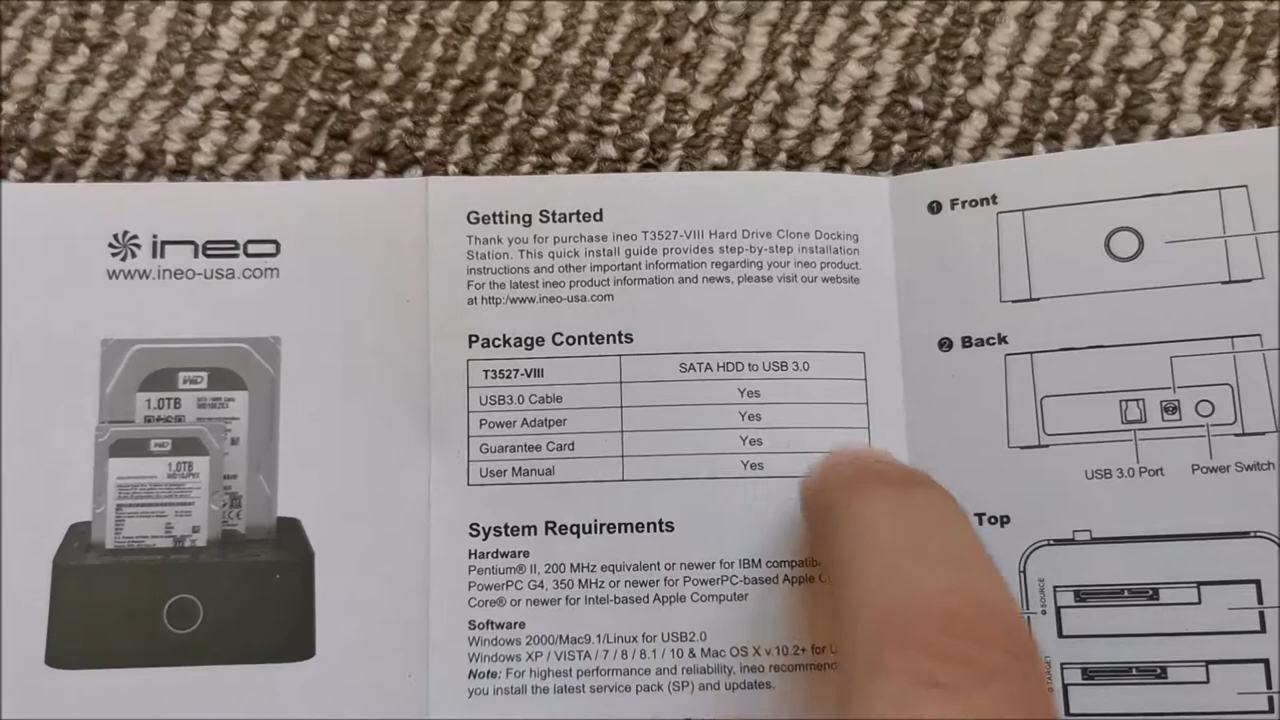 ineo
www.ineo-usa.com
WD
1.0TB
WD
1.0TB
Getting Started
Thank you for purchase ineo T3527-VIII Hard Drive Clone Docking
Station. This quick install guide provides step-by-step installation
instructions and other important information regarding your ineo product.
For the latest ineo product information and news, please visit our website
at http:/www.ineo-usa.com
Package Contents
T3527-VIII SATA HDD to USB 3.0
USB3.0 Cable Yes
Power Adatper Yes
Guarantee Card Yes
User Manual Yes
System Requirements
Hardware
Pentium® II, 200 MHz equivalent or newer for IBM
PowerPC G4, 350 MHz or newer for PowerPC-based Apple
Core® or newer for Intel-based Apple Computer
Software
Windows 2000/Mac9.1/Linux for USB2.0
Windows XP / VISTA / 7 / 8 / 8.1 / 10 & Mac OS X v.10.2+ for
Note: For highest performance and reliability, ineo
you install the latest service pack (SP) and updates.
1 Front
2 Back
USB 3.0 Port
Power Switch
Top
SOURCE
TARGET